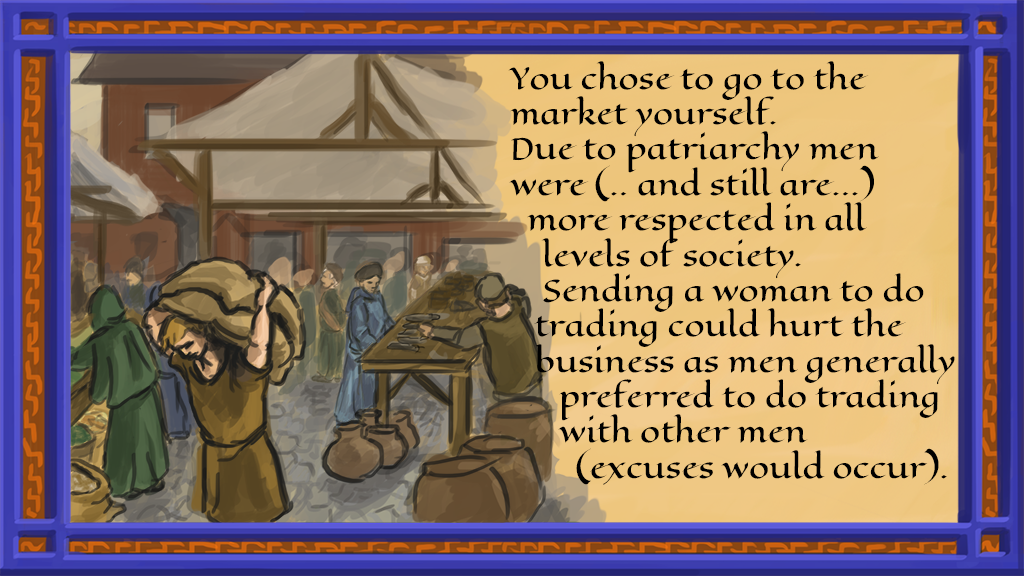 You chose to go to the
market yourself.
Due to patriarchy men
were (.. and still are...)
more respected in all
levels of society.
Sending a woman to do
trading could hurt the
business as men generally
preferred to do trading
with other men
(excuses would occur).